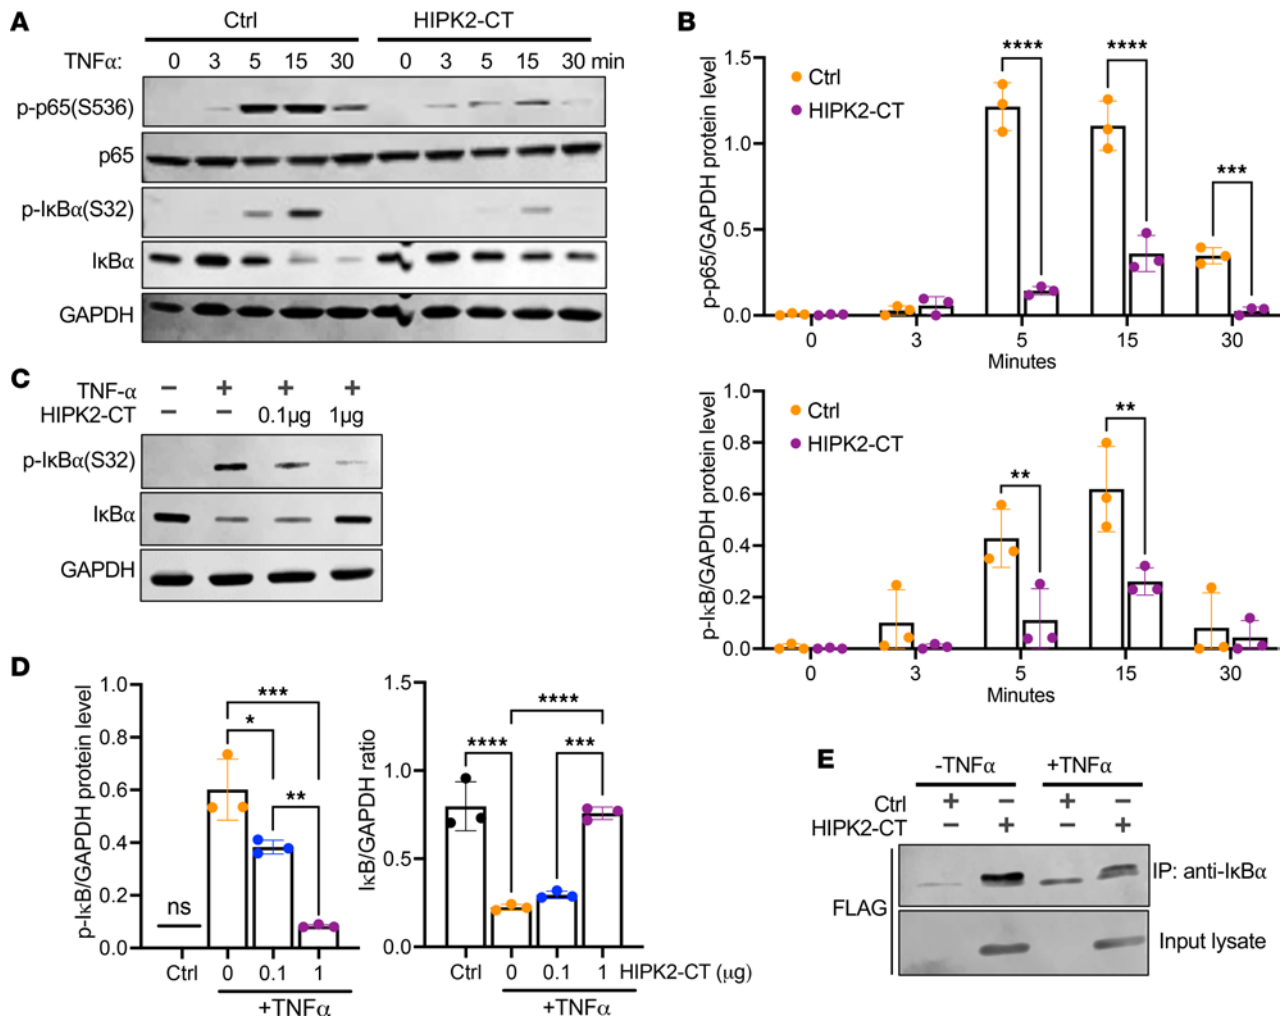 A
Ctrl HIPK2-CT
TNFα: 0 3 5 15 30 0 3 5 15 30 min
p-p65(S536)
p65
p-IκBα(S32)
IκBα
GAPDH
B
p-p65/GAPDH protein level
1.5
1.0
0.5
0.0
Ctrl
HIPK2-CT
**** **** ***
0 3 5 15 30
Minutes
p-IκB/GAPDH protein level
1.0
0.8
0.6
0.4
0.2
0.0
Ctrl
HIPK2-CT
** **
0 3 5 15 30
Minutes
C
TNF-α − + + +
HIPK2-CT − − 0.1µg 1µg
p-IκBα(S32)
IκBα
GAPDH
D
p-IκB/GAPDH protein level
1.0
0.8
0.6
0.4
0.2
0.0
ns
***
*
**
Ctrl 0 0.1 1
+TNFα
IκB/GAPDH ratio
1.5
1.0
0.5
0.0
****
**** ***
Ctrl 0 0.1 1 HIPK2-CT (µg)
+TNFα
E
-TNFα +TNFα
Ctrl + − + −
HIPK2-CT − + − +
FLAG
IP: anti-IκBα
Input lysate